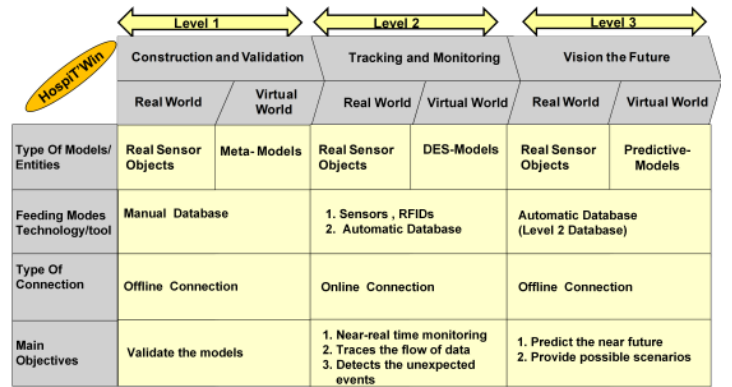 Level 1
Level 2
Level 3
HospiT'Win
Construction and Validation
Tracking and Monitoring
Vision the Future
Real World
Virtual
World
Real World
Virtual World
Real World
Virtual World
Type Of Models/
Entities
Real Sensor
Objects
Meta- Models
Real Sensor
Objects
DES-Models
Real Sensor
Objects
Predictive-
Models
Feeding Modes
Technology/tool
Manual Database
1. Sensors , RFIDs
2. Automatic Database
Automatic Database
(Level 2 Database)
Type Of
Connection
Offline Connection
Online Connection
Offline Connection
Main
Objectives
Validate the models
1. Near-real time monitoring
2. Traces the flow of data
3. Detects the unexpected
events
1. Predict the near future
2. Provide possible scenarios